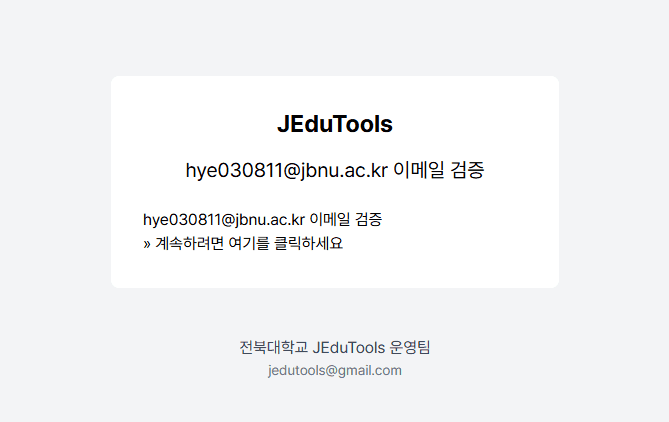 JEduTools
hye030811@jbnu.ac.kr 이메일 검증
hye030811@jbnu.ac.kr 이메일 검증
» 계속하려면 여기를 클릭하세요
전북대학교 JEduTools 운영팀
jedutools@gmail.com